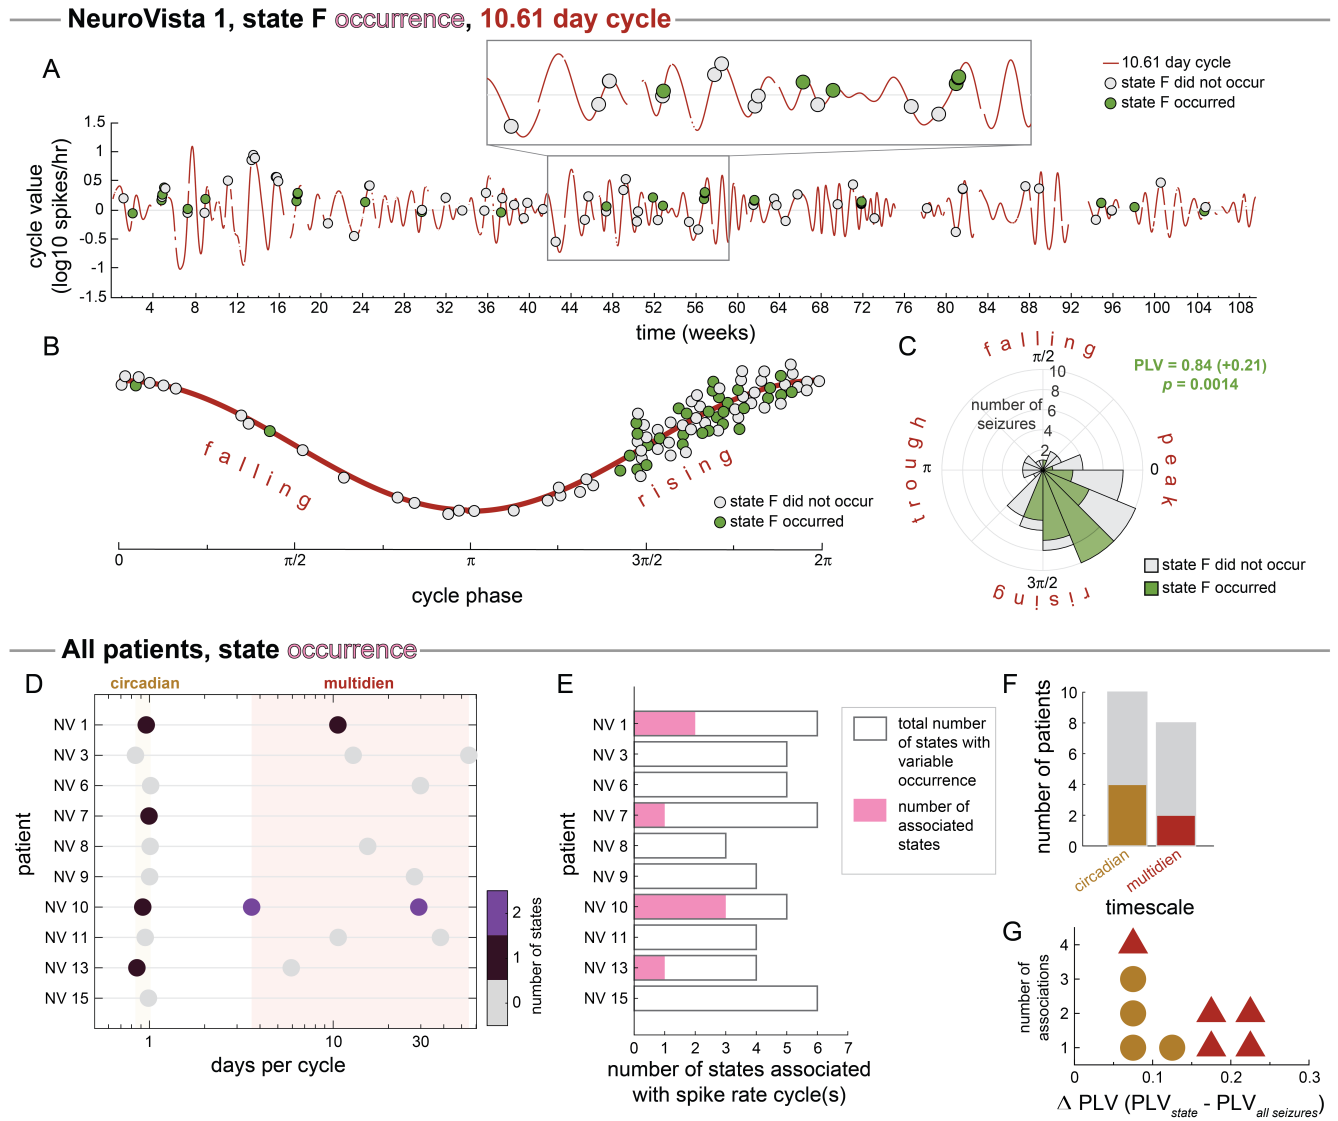 NeuroVista 1, state F occurrence, 10.61 day cycle
A
10.61 day cycle
state F did not occur
state F occurred
cycle value
(log10 spikes/hr)
1.5
1
05
0
-0.5
-1
-1.5
4 8 12 16 20 24 28 32 36 40 44 48 52 56 60 64 68 72 76 80 84 88 92 96 100 104 108
time (weeks)
B
falling
rising
state F did not occur
state F occurred
0 π/2 π 3π/2 2π
cycle phase
C
falling
π/2
PLV = 0.84 (+0.21)
p = 0.0014
number of
seizures
10
8
6
4
2
trough
π
0
peak
3π/2
rising
state F did not occur
state F occurred
All patients, state occurrence
D
circadian
multidien
patient
NV 1
NV 3
NV 6
NV 7
NV 8
NV 9
NV 10
NV 11
NV 13
NV 15
1 10 30
days per cycle
2
1
0
number of states
E
patient
NV 1
NV 3
NV 6
NV 7
NV 8
NV 9
NV 10
NV 11
NV 13
NV 15
0 1 2 3 4 5 6 7
number of states associated
with spike rate cycle(s)
total number
of states with
variable
occurrence
number of
associated
states
F
number of patients
10
8
6
4
2
0
circadian
multidien
timescale
G
number of
associations
4
3
2
1
0 0.1 0.2 0.3
Δ PLV (PLVstate - PLVall seizures)